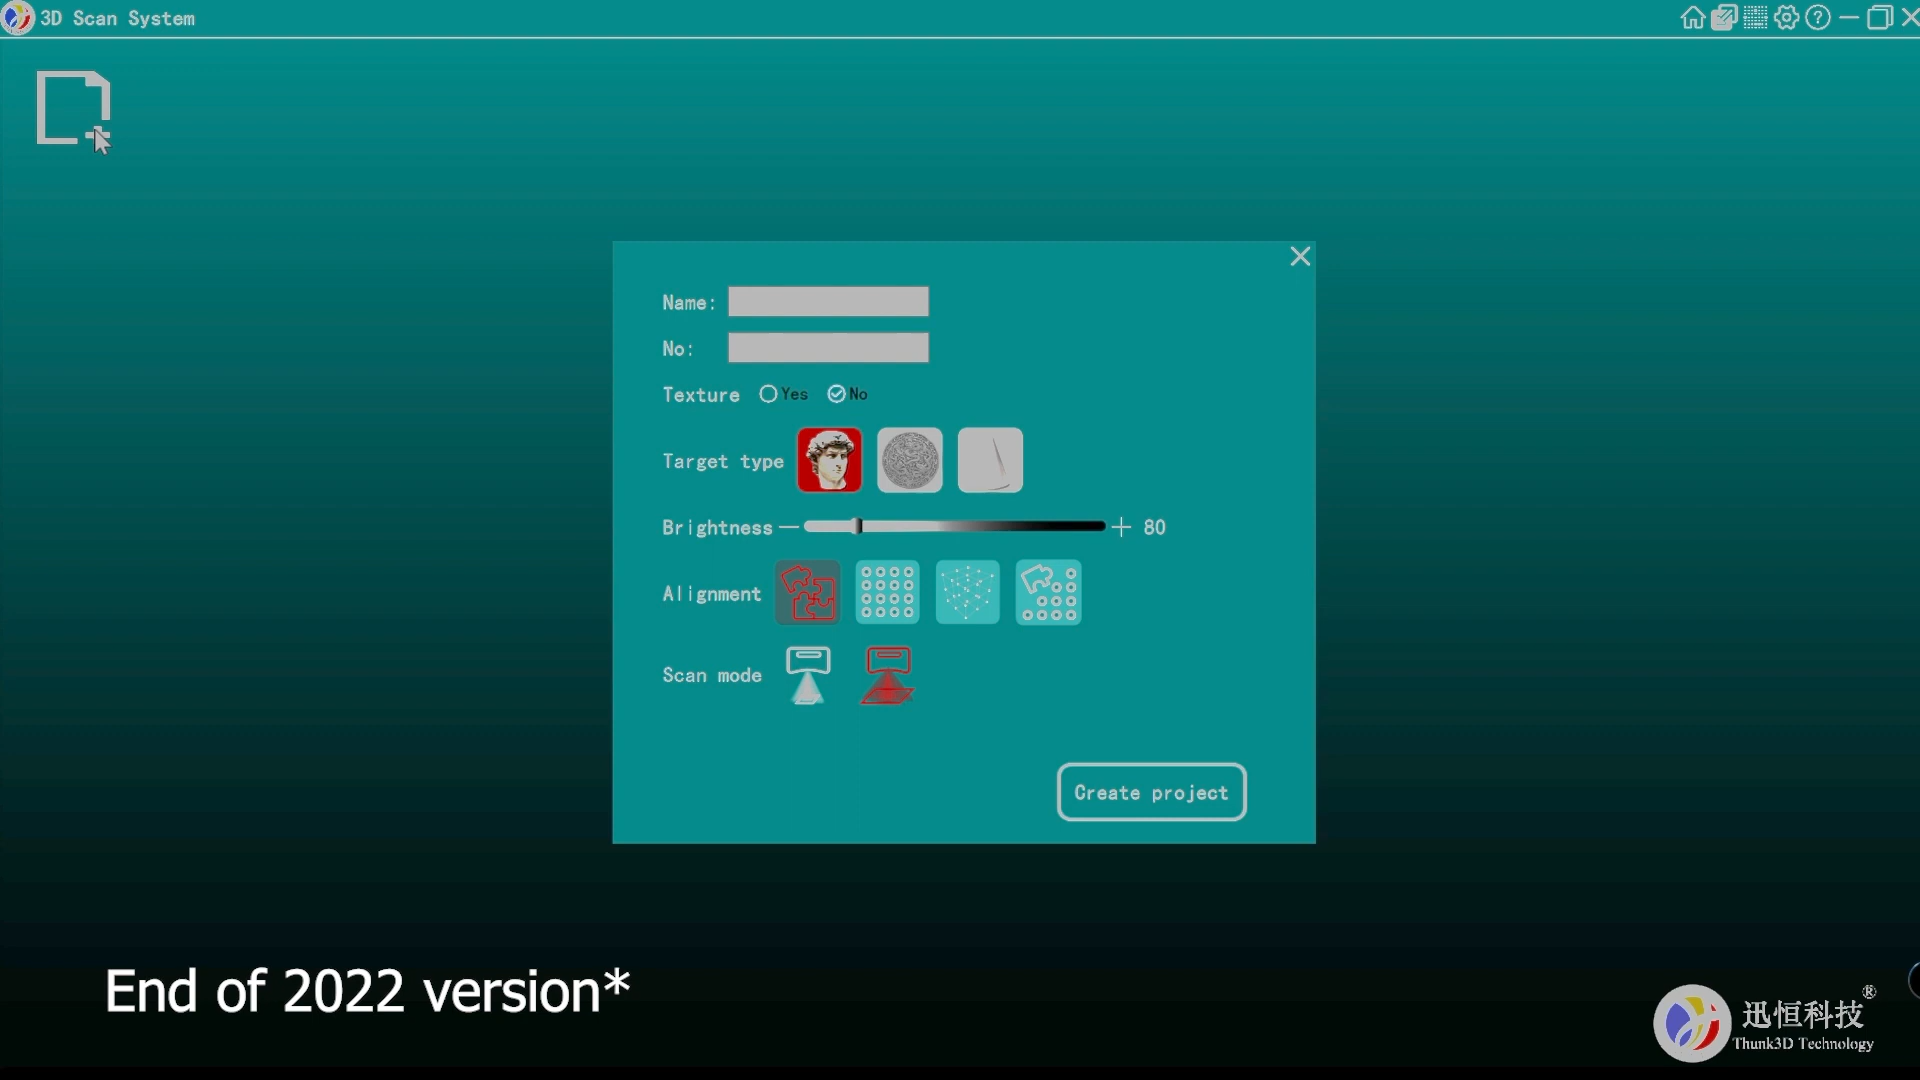 3D Scan System
Name:
No:
Texture Yes No
Target type
Brightness 80
Alignment
Scan mode
Create project
End of 2022 version*
迅恒科技®
Thunk3D Technology